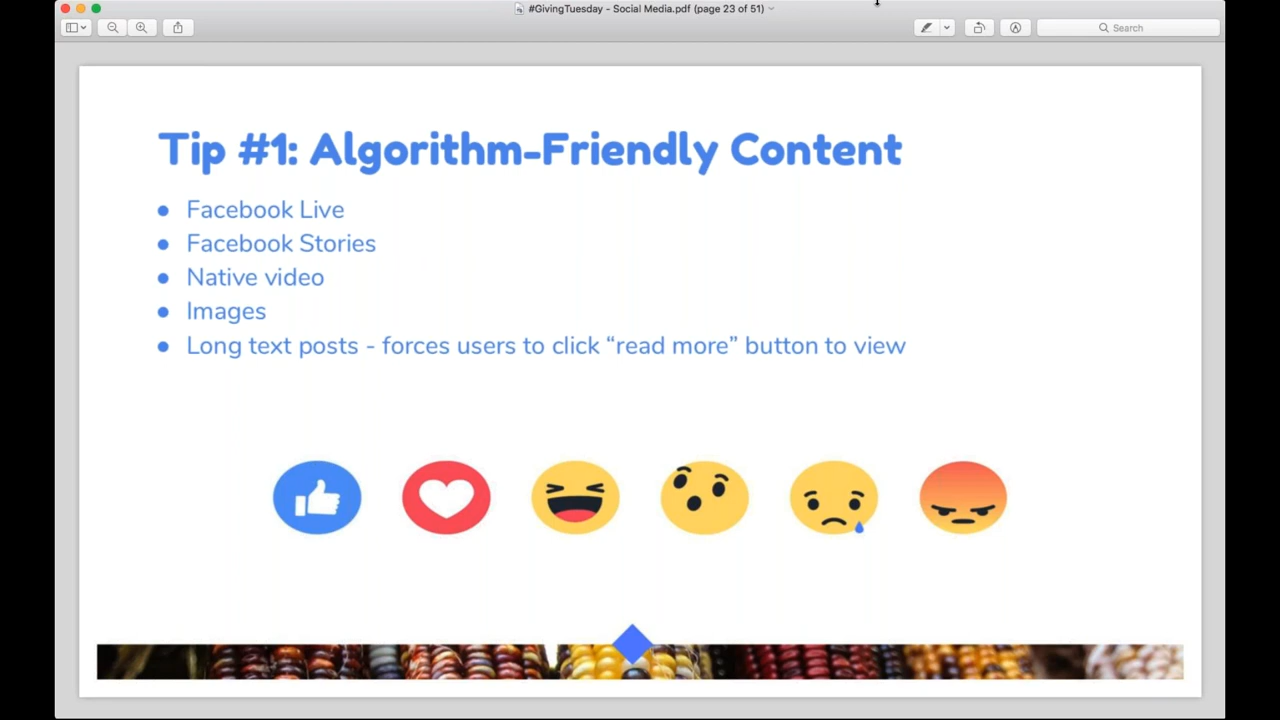 #GivingTuesday - Social Media.pdf (page 23 of 51)
Search
Tip #1: Algorithm-Friendly Content
● Facebook Live
● Facebook Stories
● Native video
● Images
● Long text posts - forces users to click “read more” button to view